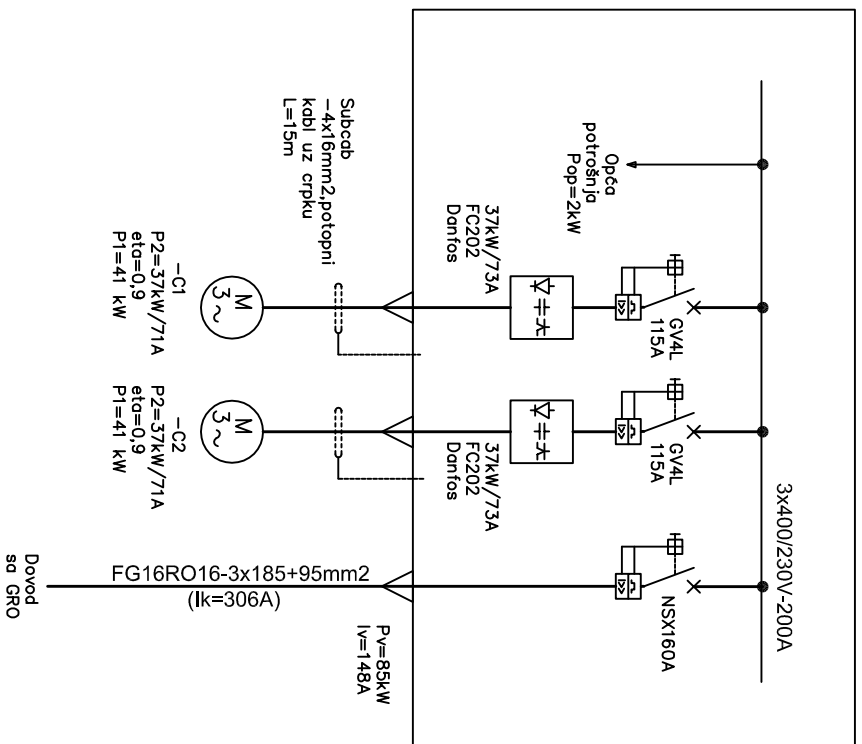 3x400/230V-200A
Opča
potrošnja
Pop=2kW
GV4L
115A
GV4L
115A
NSX160A
37kW/73A
FC202
Danfos
37kW/73A
FC202
Danfos
Subcab
-4x16mm2,potopni
kabl uz crpku
L=15m
M
3~
M
3~
-C1
P2=37kW/71A
eta=0,9
P1=41 kW
-C2
P2=37kW/71A
eta=0,9
P1=41 kW
Pv=85kW
Iv=148A
FG16RO16-3x185+95mm2
(Ik=306A)
Dovod
sa GRO